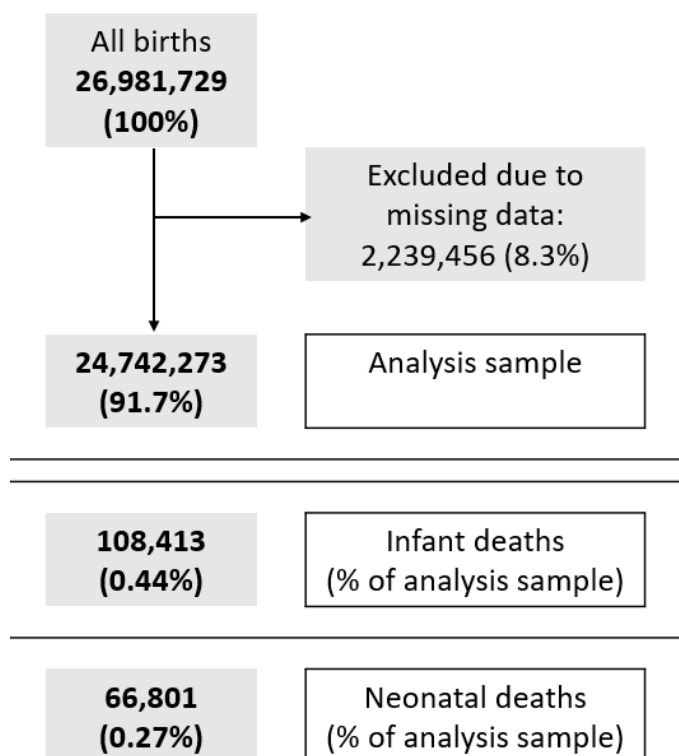 All births
26,981,729
(100%)
Excluded due to
missing data:
2,239,456 (8.3%)
24,742,273
(91.7%)
Analysis sample
108,413
(0.44%)
Infant deaths
(% of analysis sample)
66,801
(0.27%)
Neonatal deaths
(% of analysis sample)